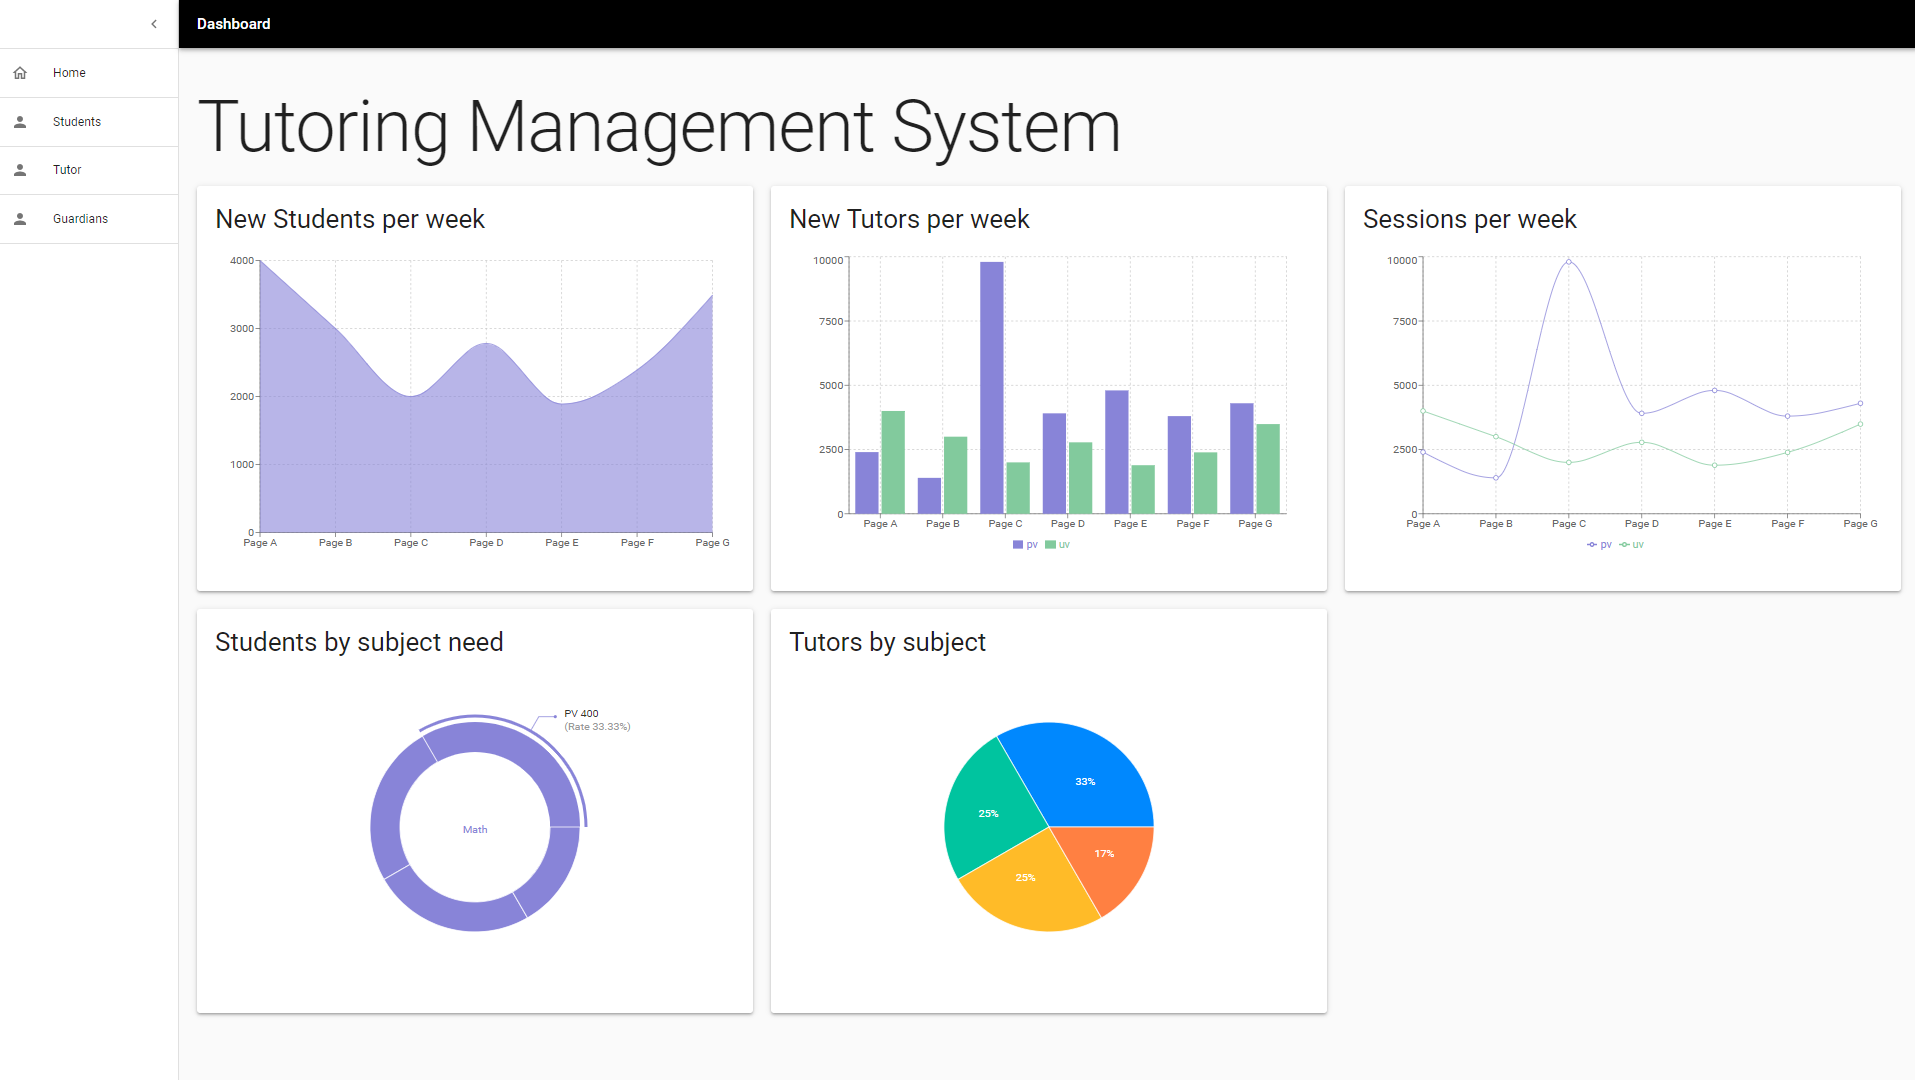 Dashboard
Home
Students
Tutor
Guardians
Tutoring Management System
New Students per week
4000
3000
2000
1000
0
Page A Page B Page C Page D Page E Page F Page G
New Tutors per week
10000
7500
5000
2500
0
Page A Page B Page C Page D Page E Page F Page G
pv uv
Sessions per week
10000
7500
5000
2500
0
Page A Page B Page C Page D Page E Page F Page G
pv uv
Students by subject need
PV 400
(Rate 33.33%)
Math
Tutors by subject
33%
25%
17%
25%